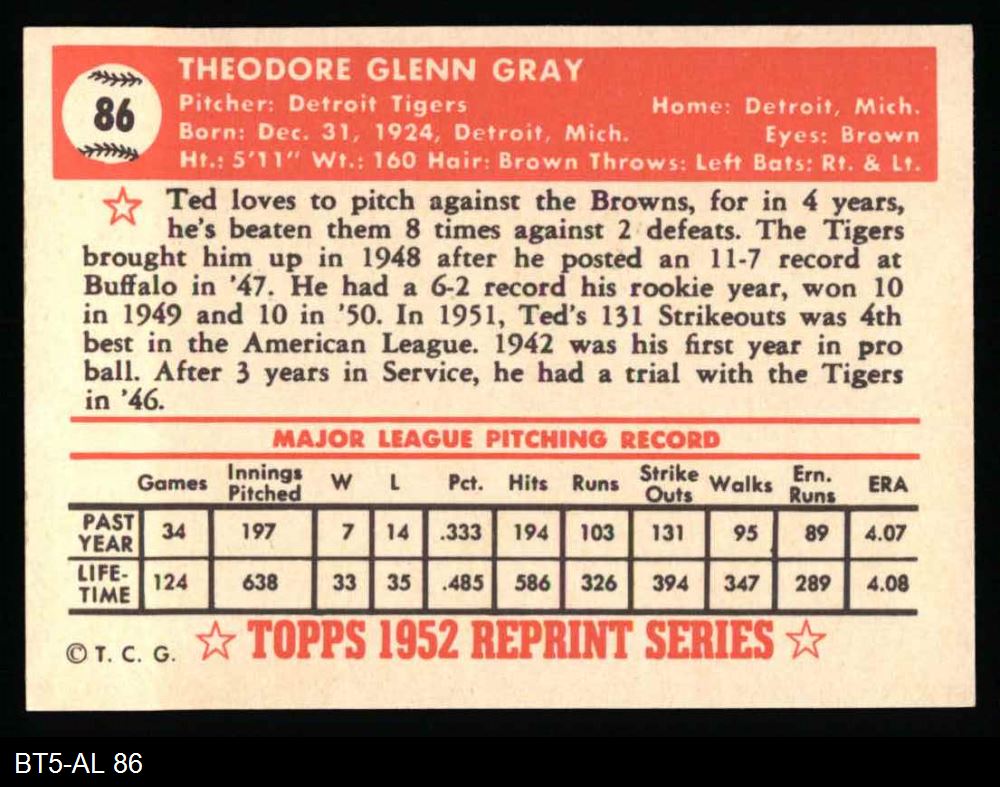 86
THEODORE GLENN GRAY
Pitcher: Detroit Tigers Home: Detroit, Mich.
Born: Dec. 31, 1924, Detroit, Mich. Eyes: Brown
Ht.: 5'11" Wt.: 160 Hair: Brown Throws: Left Bats: Rt. & Lt.
Ted loves to pitch against the Browns, for in 4 years,
he's beaten them 8 times against 2 defeats. The Tigers
brought him up in 1948 after he posted an 11-7 record at
Buffalo in '47. He had a 6-2 record his rookie year, won 10
in 1949 and 10 in '50. In 1951, Ted's 131 Strikeouts was 4th
best in the American League. 1942 was his first year in pro
ball. After 3 years in Service, he had a trial with the Tigers
in '46.
MAJOR LEAGUE PITCHING RECORD
Games Innings Pitched W L Pct. Hits Runs Strike Outs Walks Ern. Runs ERA
PAST YEAR 34 197 7 14 .333 194 103 131 95 89 4.07
LIFE-TIME 124 638 33 35 .485 586 326 394 347 289 4.08
© T. C. G. TOPPS 1952 REPRINT SERIES
BT5-AL 86